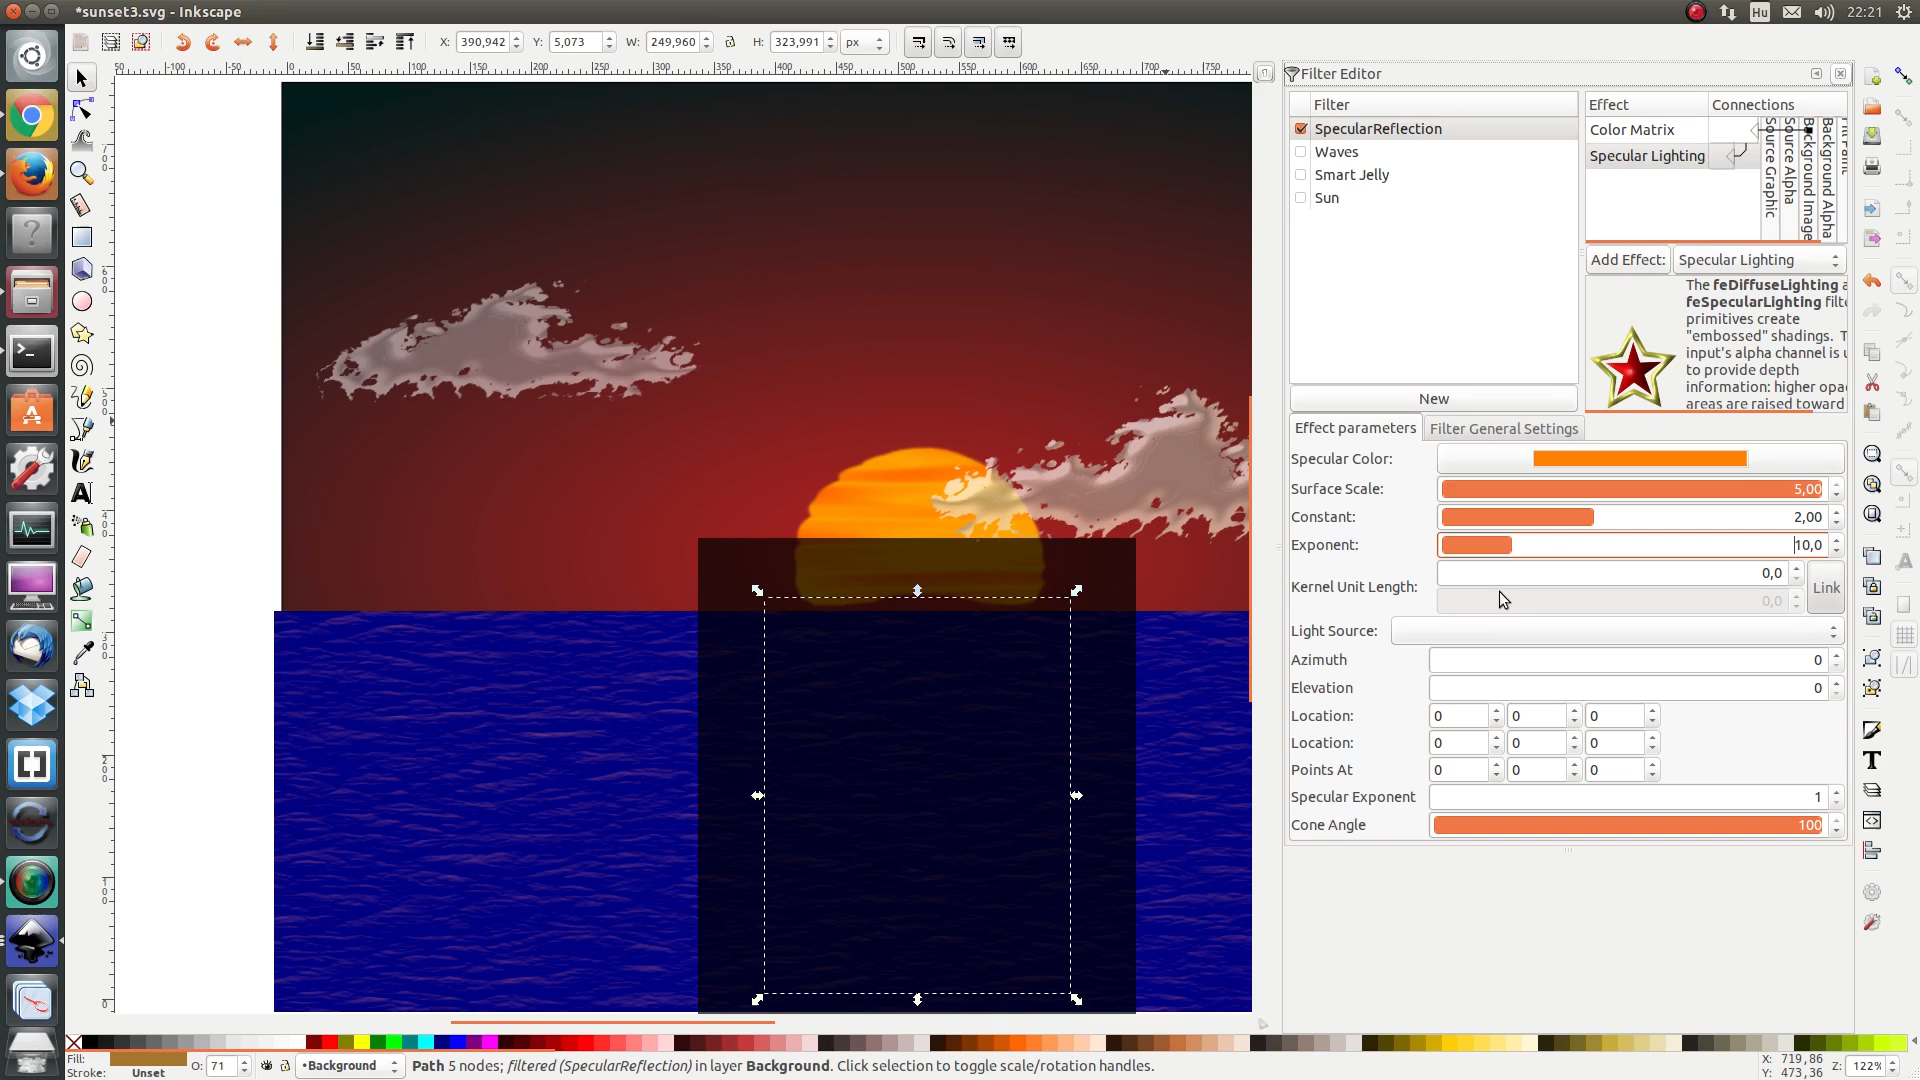 *sunset3.svg - Inkscape
Hu
22:21
X: 390,942 Y: 5,073 W: 249,960 H: 323,991 px
Filter Editor
Filter
SpecularReflection
Waves
Smart Jelly
Sun
New
Effect Connections
Color Matrix
Specular Lighting
Source Graphic
Source Alpha
Background Image
Background Alpha
Add Effect: Specular Lighting
The feDiffuseLighting a
feSpecularLighting filte
primitives create
"embossed" shadings. T
input's alpha channel is u
to provide depth
information: higher opa
areas are raised toward
Effect parameters Filter General Settings
Specular Color:
Surface Scale: 5,00
Constant: 2,00
Exponent: 10,0
Kernel Unit Length: 0,0
0,0
Link
Light Source:
Azimuth 0
Elevation 0
Location: 0 0 0
Location: 0 0 0
Points At 0 0 0
Specular Exponent 1
Cone Angle 100
Fill:
Stroke: Unset
O: 71
•Background
Path 5 nodes; filtered (SpecularReflection) in layer Background. Click selection to toggle scale/rotation handles.
X: 719,86
Y: 473,36
Z: 122%